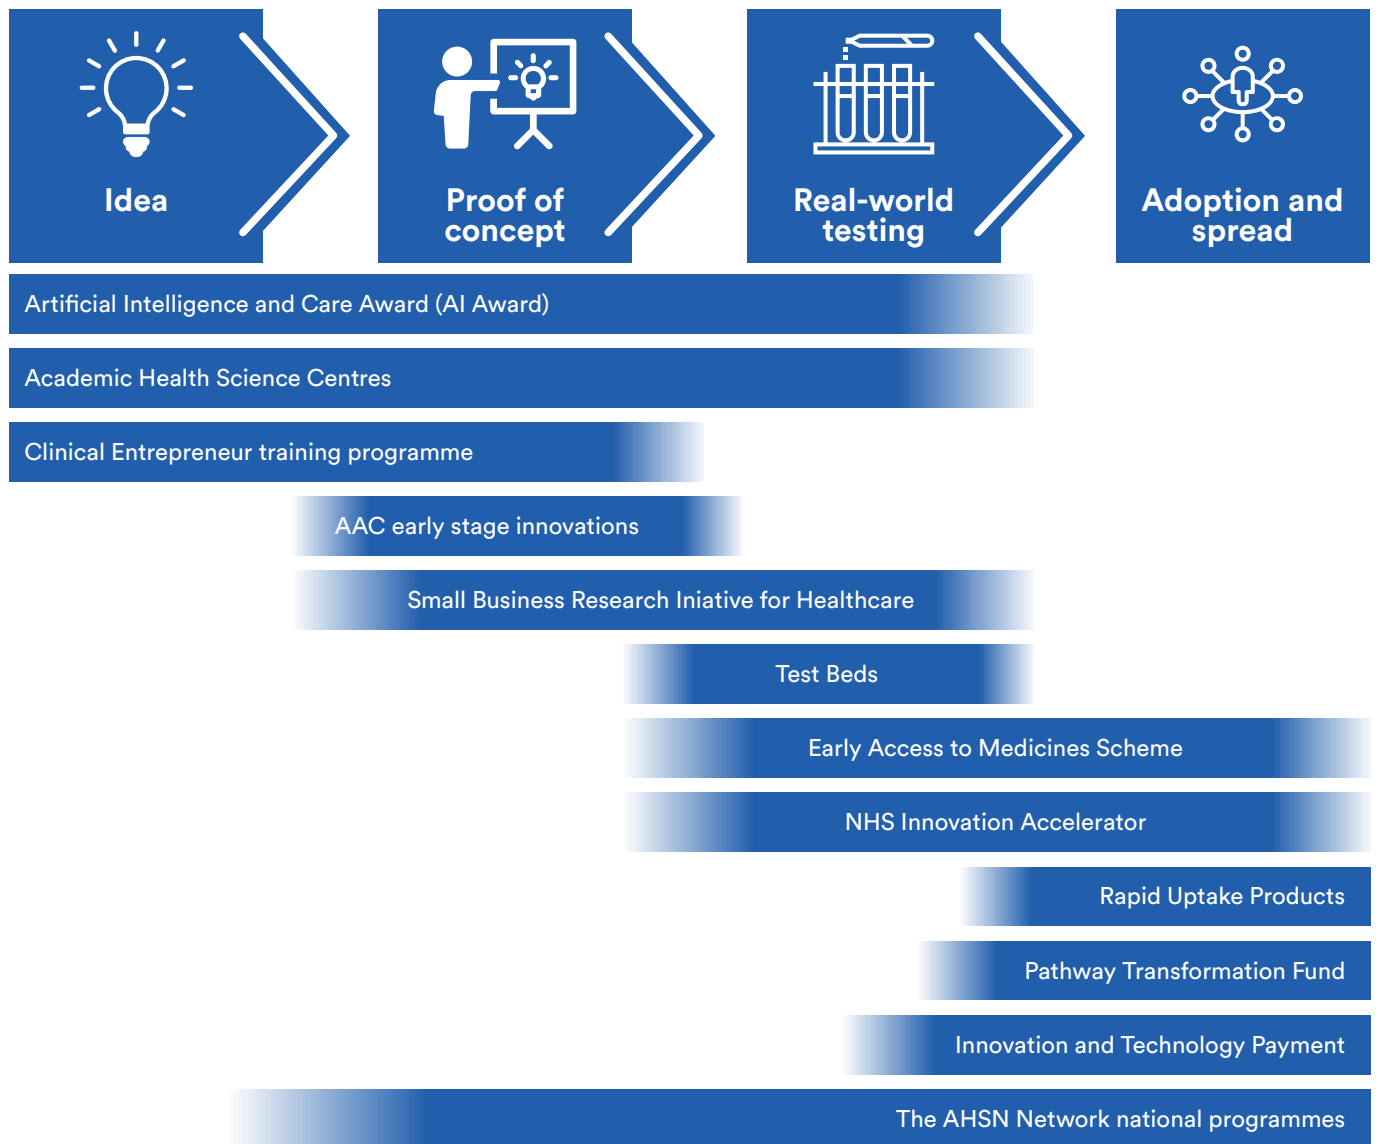 Idea
Proof of
concept
Real-world
testing
Adoption and
spread
Artificial Intelligence and Care Award (AI Award)
Academic Health Science Centres
Clinical Entrepreneur training programme
AAC early stage innovations
Small Business Research Iniative for Healthcare
Test Beds
Early Access to Medicines Scheme
NHS Innovation Accelerator
Rapid Uptake Products
Pathway Transformation Fund
Innovation and Technology Payment
The AHSN Network national programmes